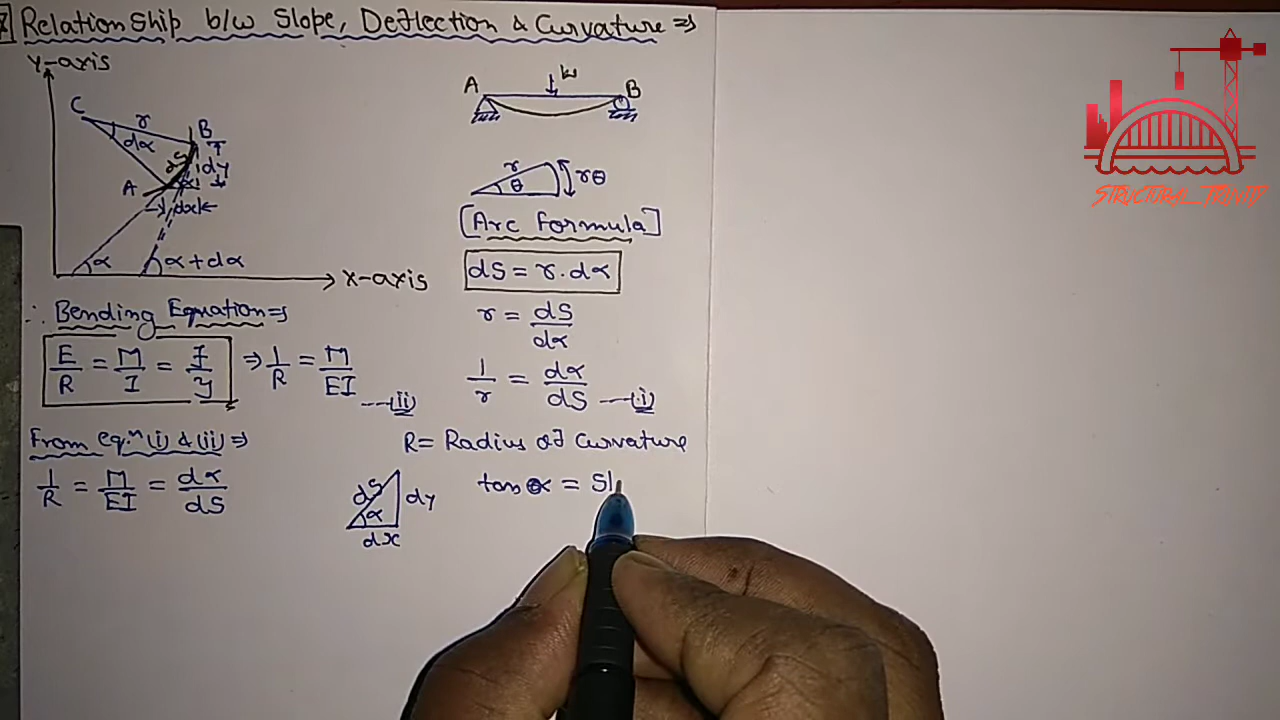 Relationship b/w Slope, Deflection & Curvature ⇒
Y-axis
C
r
dα
B
dS
dy
α
A
dx
α
α+dα
X-axis
A
W
B
r
θ
rθ
[Arc Formula]
dS = r.dα
r = dS/dα
1/r = dα/dS ---(i)
∴ Bending Equation ⇒
E/R = M/I = f/y ⇒ 1/R = M/EI ---(ii)
From eq.n (i) & (ii) ⇒
R = Radius of Curvature
1/R = M/EI = dα/dS
dS
dy
α
dx
tan α = Sl
STRUCTURAL_TRINITY